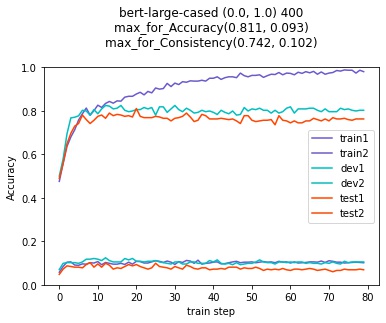 bert-large-cased (0.0, 1.0) 400
max_for_Accuracy(0.811, 0.093)
max_for_Consistency(0.742, 0.102)
1.0
0.8
0.6
0.4
0.2
0.0
Accuracy
train1
train2
dev1
dev2
test1
test2
0 10 20 30 40 50 60 70 80
train step